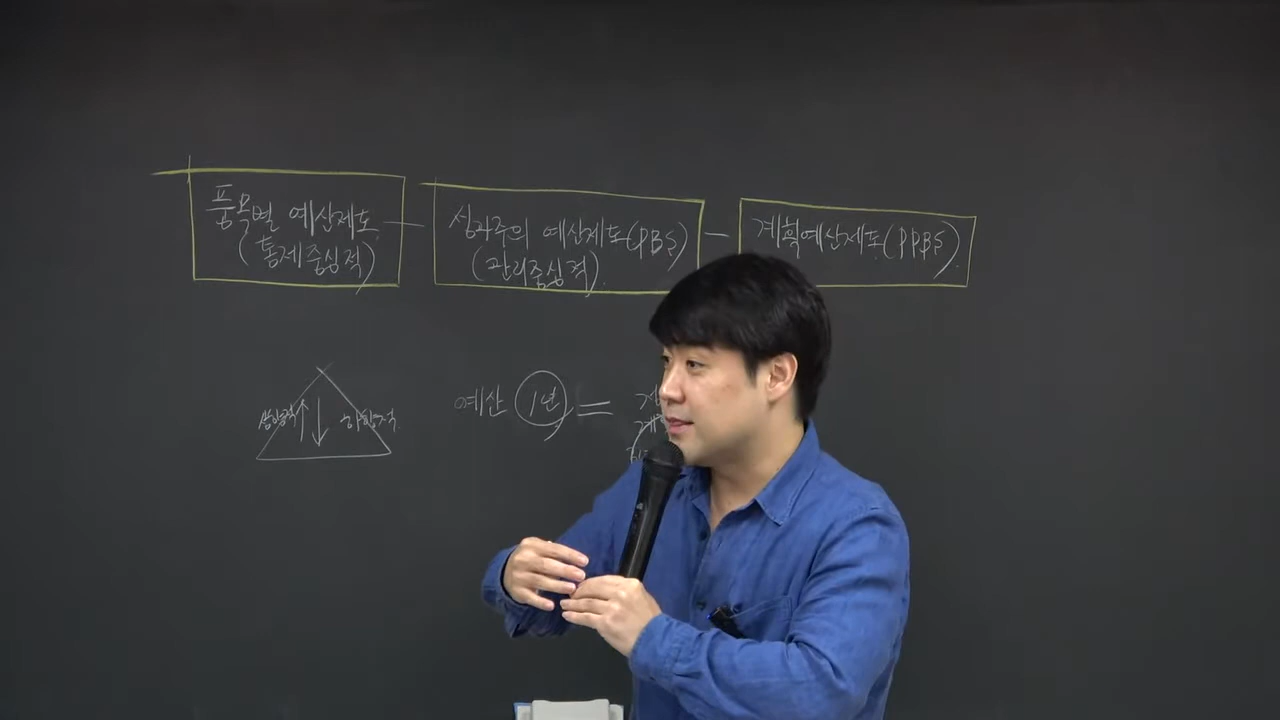 품목별 예산제도
(통제중심적)
성과주의 예산제도(PBS)
(관리중심적)
계획예산제도(PPBS)
상향적
하향적
예산 1년 =